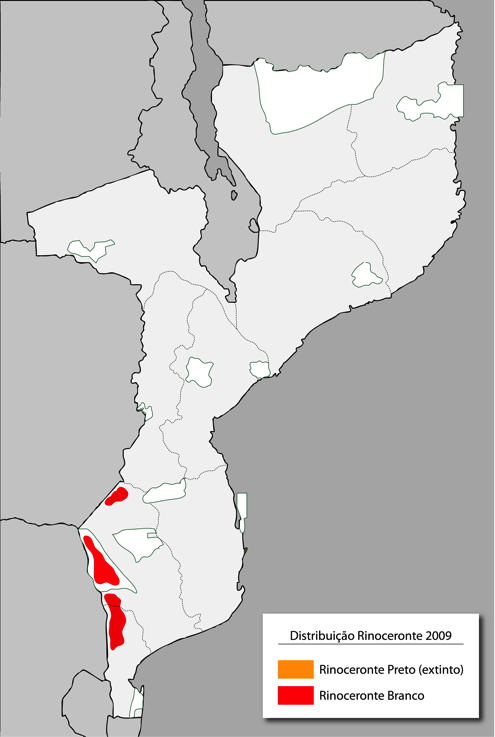 Distribuição Rinoceronte 2009
Rinoceronte Preto (extinto)
Rinoceronte Branco